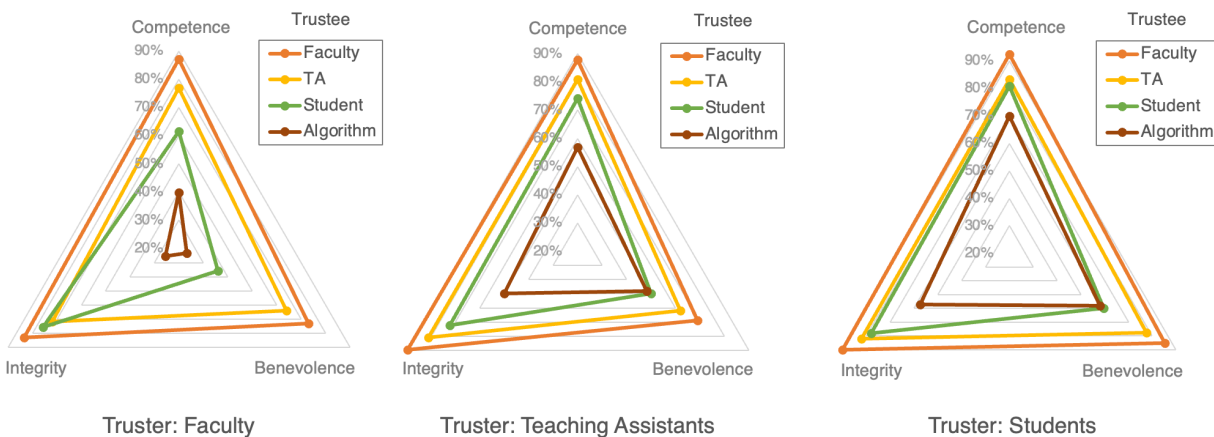 Trustee
Competence
90%
80%
70%
60%
50%
40%
30%
20%
Faculty
TA
Student
Algorithm
Integrity
Benevolence
Truster: Faculty
Trustee
Competence
90%
80%
70%
60%
50%
40%
30%
20%
Faculty
TA
Student
Algorithm
Integrity
Benevolence
Truster: Teaching Assistants
Trustee
Competence
90%
80%
70%
60%
50%
40%
30%
20%
Faculty
TA
Student
Algorithm
Integrity
Benevolence
Truster: Students